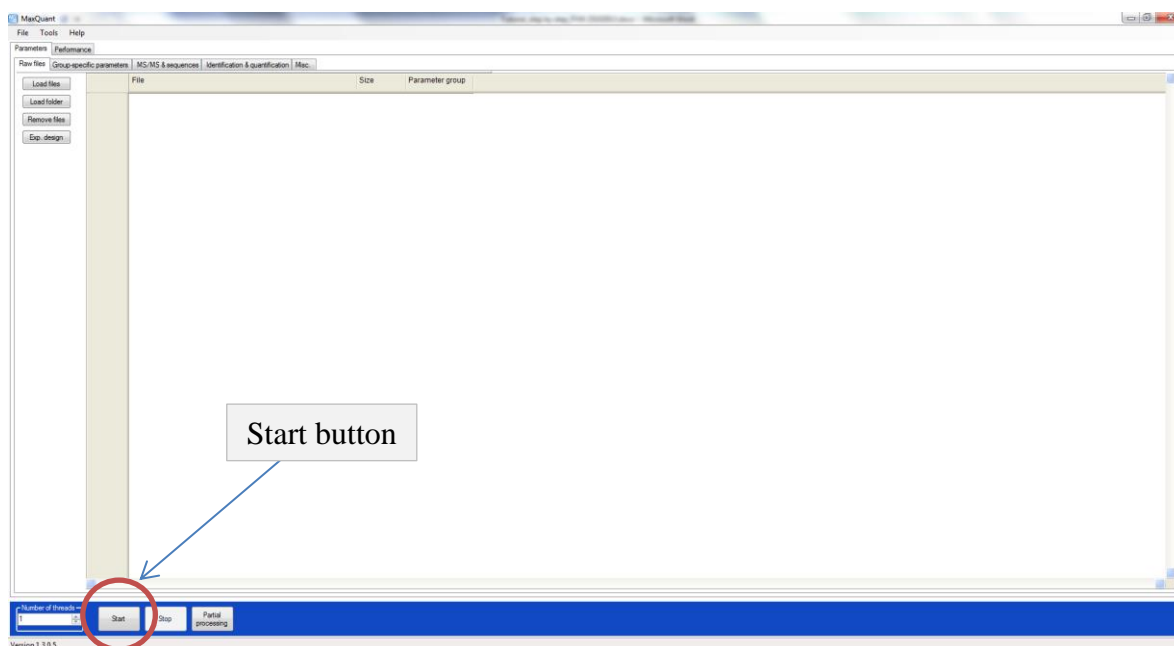 MaxQuant
File Tools Help
Parameters Performance
Raw files Group-specific parameters MS/MS & sequences Identification & quantification Misc.
Load files File Size Parameter group
Load folder
Remove files
Exp. design
Start button
Number of threads
1 Start Stop Partial processing
Version 1.3.0.5